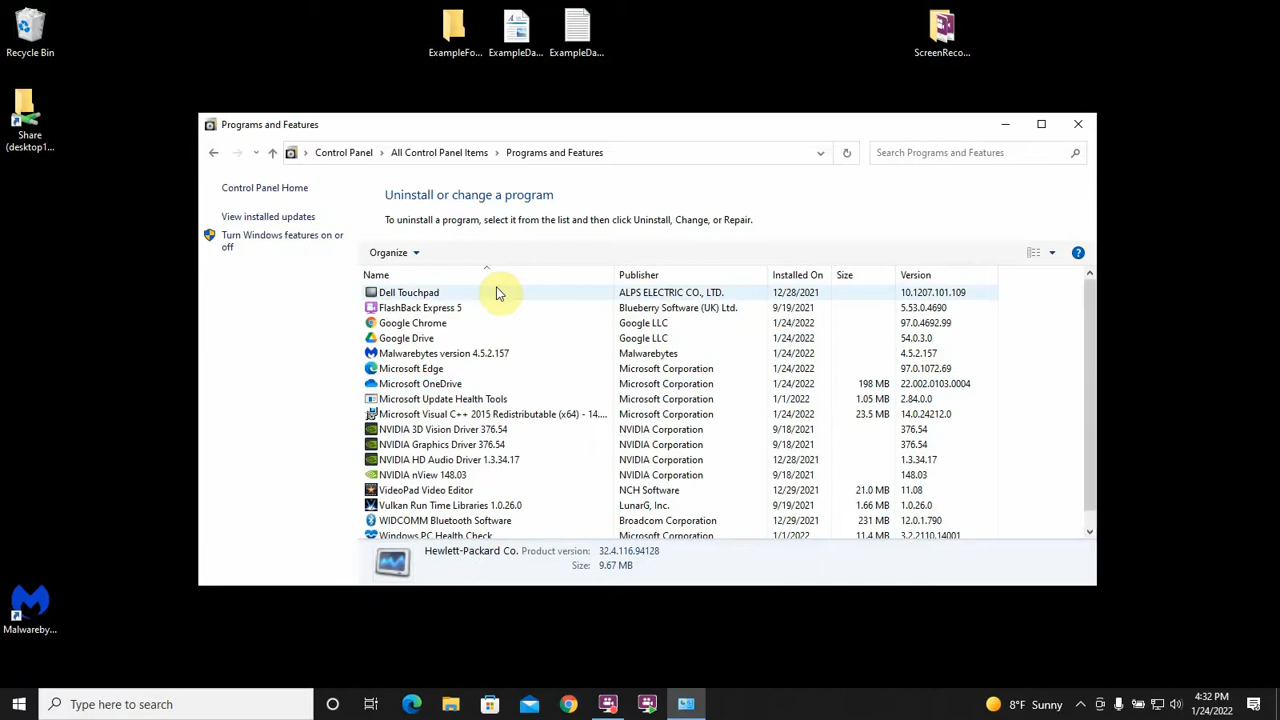 Recycle Bin
ExampleFo...
ExampleDa...
ExampleDa...
ScreenReco...
Share
(desktop1...
Programs and Features
Control Panel > All Control Panel Items > Programs and Features
Search Programs and Features
Control Panel Home
View installed updates
Turn Windows features on or
off
Uninstall or change a program
To uninstall a program, select it from the list and then click Uninstall, Change, or Repair.
Organize
Name Publisher Installed On Size Version
Dell Touchpad ALPS ELECTRIC CO., LTD. 12/28/2021 10.1207.101.109
FlashBack Express 5 Blueberry Software (UK) Ltd. 9/19/2021 5.53.0.4690
Google Chrome Google LLC 1/24/2022 97.0.4692.99
Google Drive Google LLC 1/24/2022 54.0.3.0
Malwarebytes version 4.5.2.157 Malwarebytes 1/24/2022 4.5.2.157
Microsoft Edge Microsoft Corporation 1/24/2022 97.0.1072.69
Microsoft OneDrive Microsoft Corporation 1/24/2022 198 MB 22.002.0103.0004
Microsoft Update Health Tools Microsoft Corporation 1/1/2022 1.05 MB 2.84.0.0
Microsoft Visual C++ 2015 Redistributable (x64) - 14.... Microsoft Corporation 1/24/2022 23.5 MB 14.0.24212.0
NVIDIA 3D Vision Driver 376.54 NVIDIA Corporation 9/18/2021 376.54
NVIDIA Graphics Driver 376.54 NVIDIA Corporation 9/18/2021 376.54
NVIDIA HD Audio Driver 1.3.34.17 NVIDIA Corporation 12/28/2021 1.3.34.17
NVIDIA nView 148.03 NVIDIA Corporation 9/18/2021 148.03
VideoPad Video Editor NCH Software 12/29/2021 21.0 MB 11.08
Vulkan Run Time Libraries 1.0.26.0 LunarG, Inc. 9/19/2021 1.66 MB 1.0.26.0
WIDCOMM Bluetooth Software Broadcom Corporation 12/29/2021 231 MB 12.0.1.790
Windows PC Health Check Microsoft Corporation 1/1/2022 11.4 MB 3.2.2110.14001
Hewlett-Packard Co. Product version: 32.4.116.94128
Size: 9.67 MB
Malwareby...
Type here to search
8°F Sunny
4:32 PM
1/24/2022